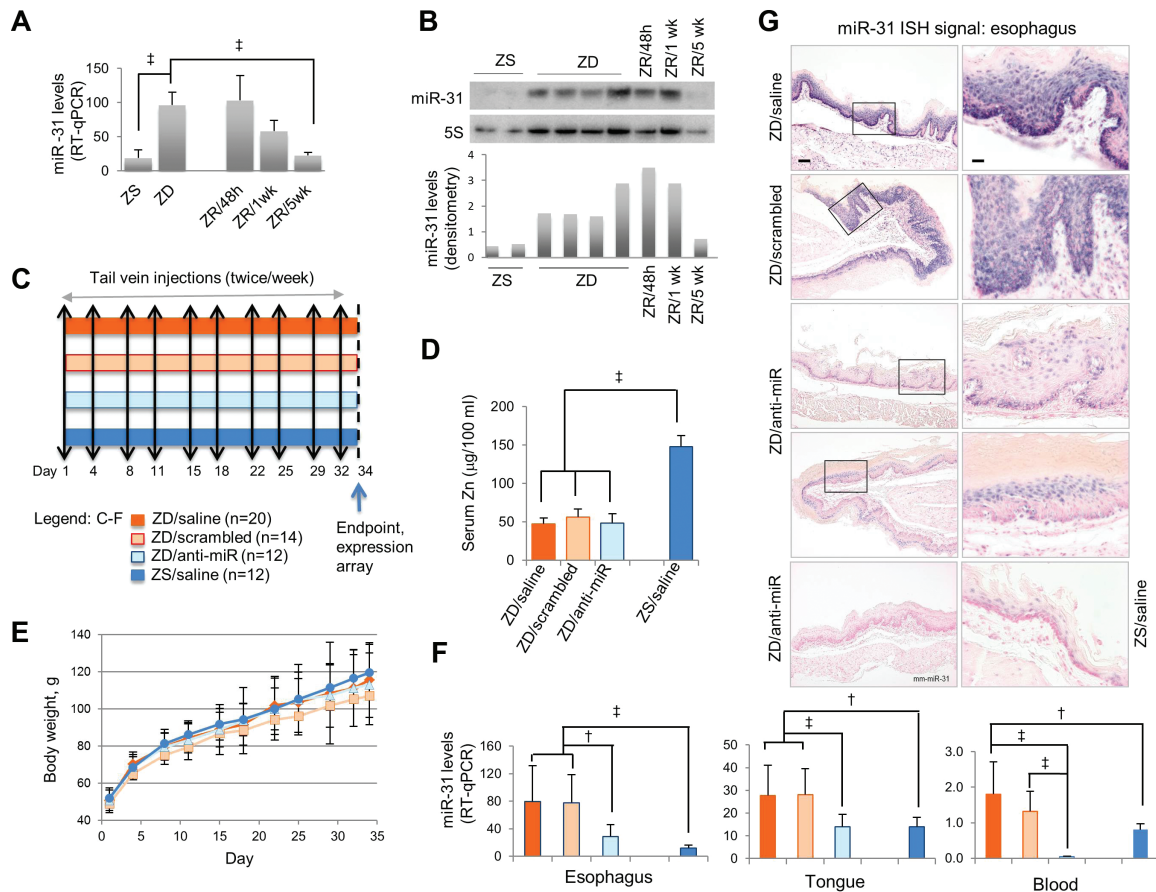 A
‡
‡
miR-31 levels
(RT-qPCR)
150
100
50
0
ZS
ZD
ZR/48h
ZR/1wk
ZR/5wk
B
ZS
ZD
ZR/48h
ZR/1 wk
ZR/5 wk
miR-31
5S
miR-31 levels
(densitometry)
4
3
2
1
0
ZS
ZD
ZR/48h
ZR/1 wk
ZR/5 wk
C
Tail vein injections (twice/week)
Day 1 4 8 11 15 18 22 25 29 32 34
Legend: C-F
ZD/saline (n=20)
ZD/scrambled (n=14)
ZD/anti-miR (n=12)
ZS/saline (n=12)
Endpoint,
expression
array
D
‡
Serum Zn (µg/100 ml)
200
150
100
50
0
ZD/saline
ZD/scrambled
ZD/anti-miR
ZS/saline
E
Body weight, g
140
120
100
80
60
40
0 5 10 15 20 25 30 35
Day
F
miR-31 levels
(RT-qPCR)
‡
†
160
120
80
40
0
Esophagus
†
‡
50
40
30
20
10
0
Tongue
†
‡
‡
3.0
2.0
1.0
0.0
Blood
G
miR-31 ISH signal: esophagus
ZD/saline
ZD/scrambled
ZD/anti-miR
ZD/anti-miR
mm-miR-31
ZS/saline